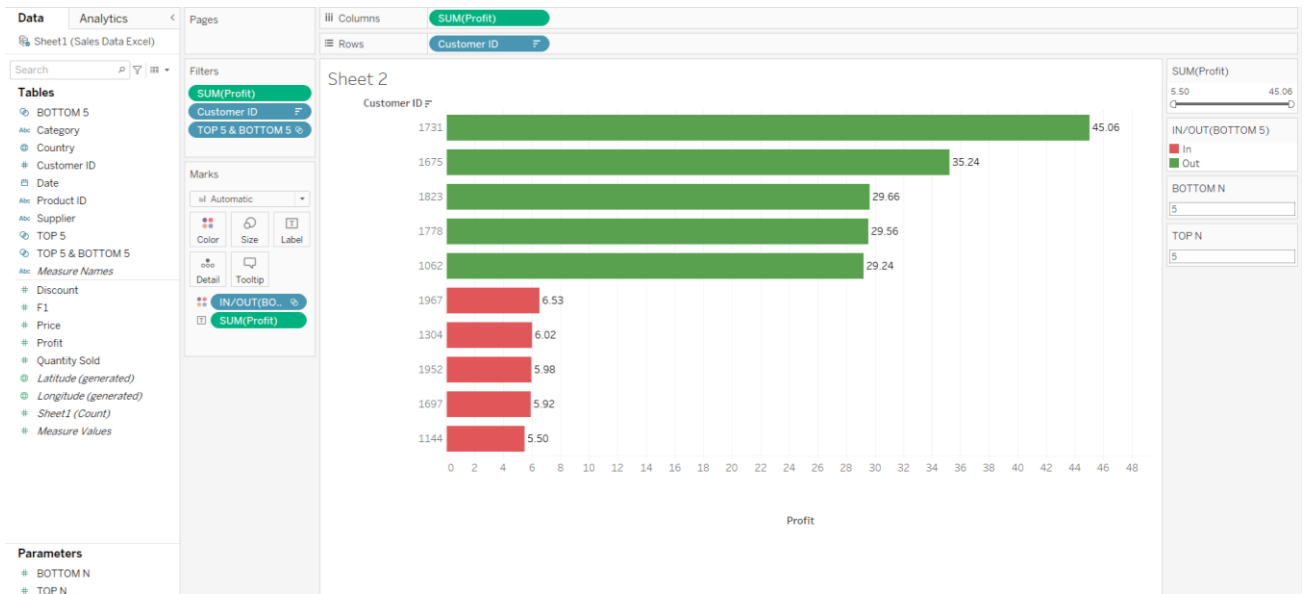 Data
Analytics
<
Sheet1 (Sales Data Excel)
Search
Tables
BOTTOM 5
Abc Category
Country
# Customer ID
Date
Abc Product ID
Abc Supplier
TOP 5
TOP 5 & BOTTOM 5
Abc Measure Names
# Discount
# F1
# Price
# Profit
# Quantity Sold
Latitude (generated)
Longitude (generated)
# Sheet1 (Count)
# Measure Values
Parameters
# BOTTOM N
# TOP N
Pages
Filters
SUM(Profit)
Customer ID
TOP 5 & BOTTOM 5
Marks
Automatic
Color Size Label
Detail Tooltip
IN/OUT(BO..
T SUM(Profit)
iii Columns SUM(Profit)
Rows Customer ID
Sheet 2
Customer ID
1731 45.06
1675 35.24
1823 29.66
1778 29.56
1062 29.24
1967 6.53
1304 6.02
1952 5.98
1697 5.92
1144 5.50
0 2 4 6 8 10 12 14 16 18 20 22 24 26 28 30 32 34 36 38 40 42 44 46 48
Profit
SUM(Profit)
5.50 45.06
IN/OUT(BOTTOM 5)
In
Out
BOTTOM N
5
TOP N
5